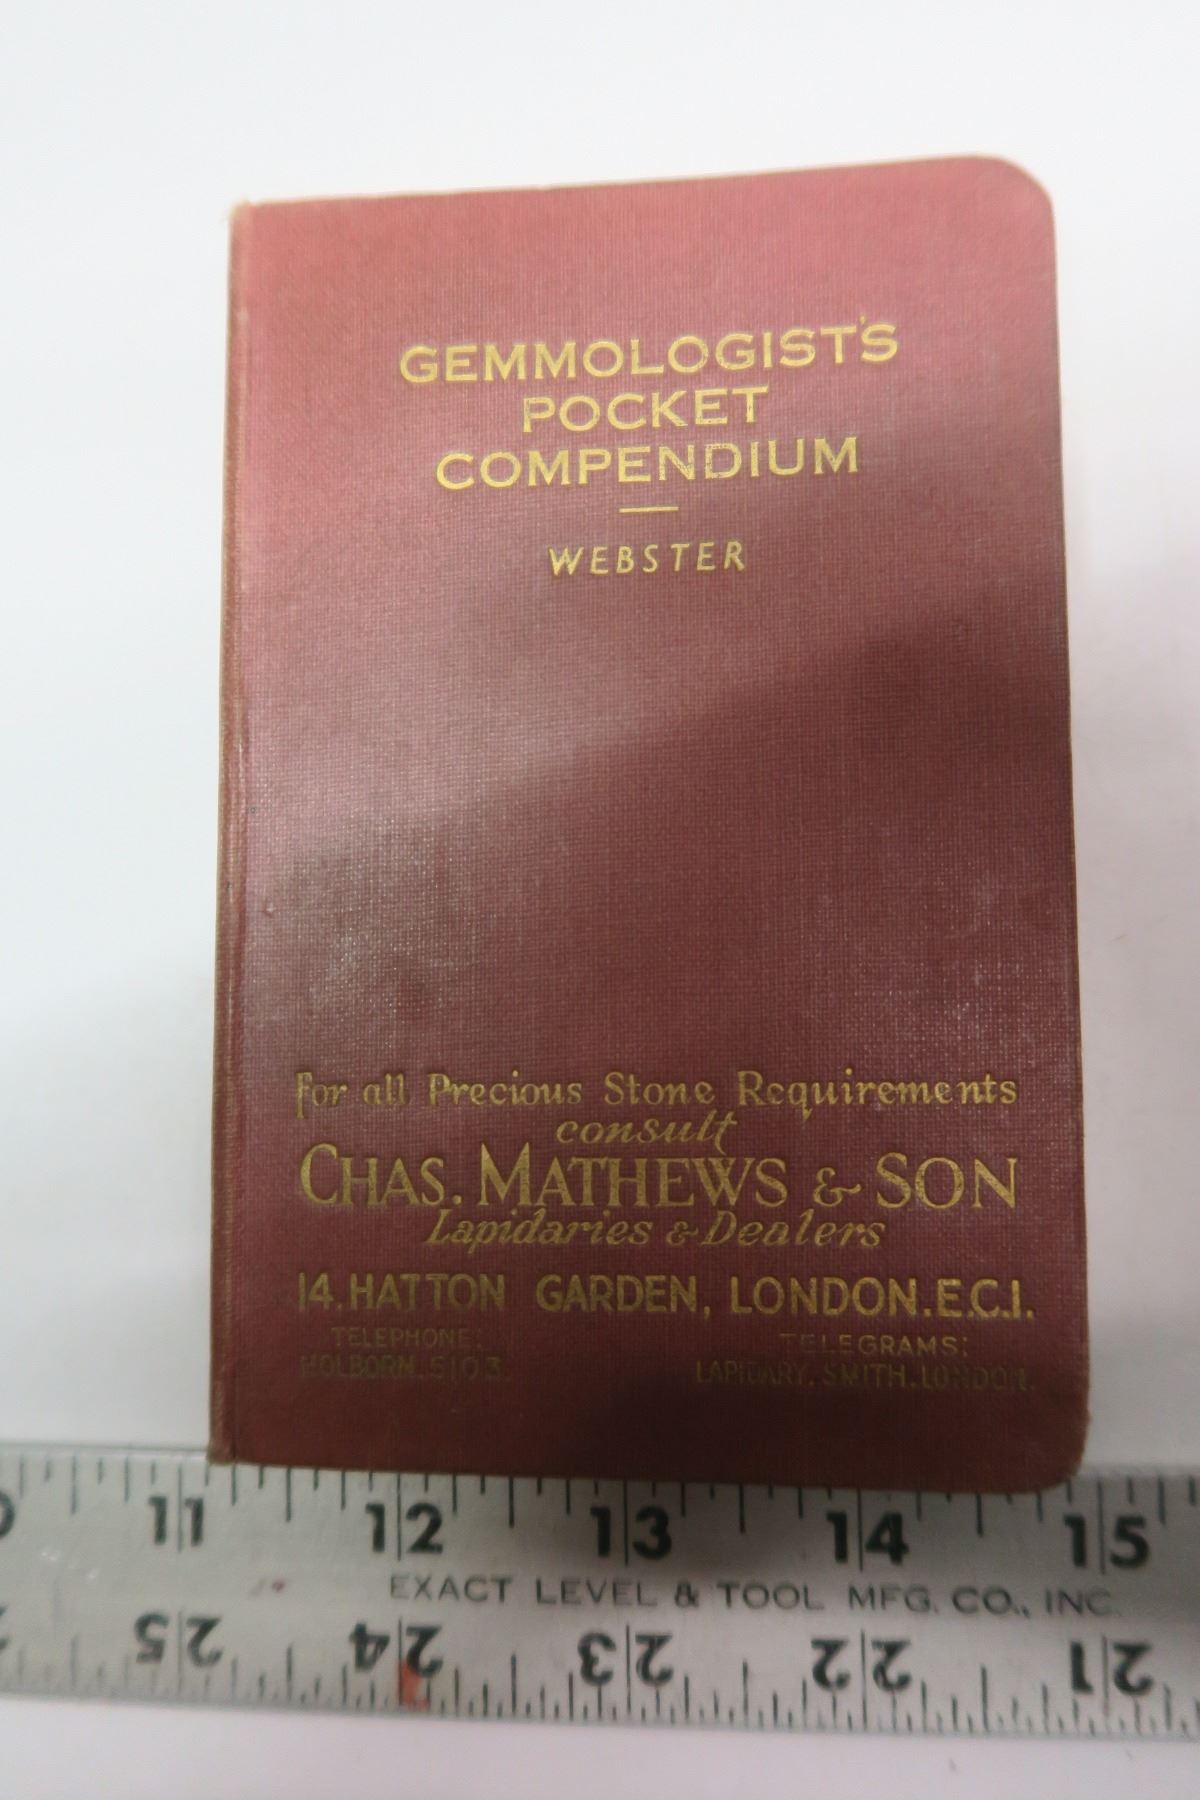 GEMMOLOGIST'S
POCKET
COMPENDIUM
WEBSTER
For all Precious Stone Requirements
consult
CHAS. MATHEWS & SON
Lapidaries & Dealers
14. HATTON GARDEN, LONDON. E.C.1.
TELEPHONE: TELEGRAMS:
HOLBORN. 5103. LAPIDARY. SMITH. LONDON.
0 11 12 13 14 15
EXACT LEVEL & TOOL MFG. CO., INC.
25 24 23 22 21